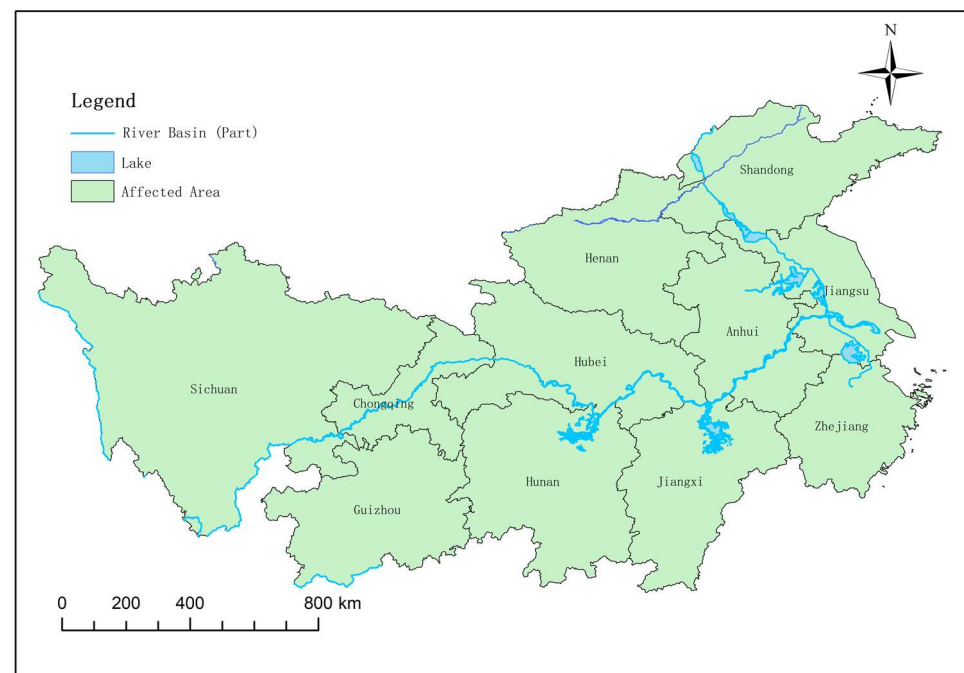 N
Legend
River Basin (Part)
Lake
Affected Area
Shandong
Henan
Jiangsu
Anhui
Hubei
Sichuan
Chongqing
Zhejiang
Hunan
Jiangxi
Guizhou
0 200 400 800 km